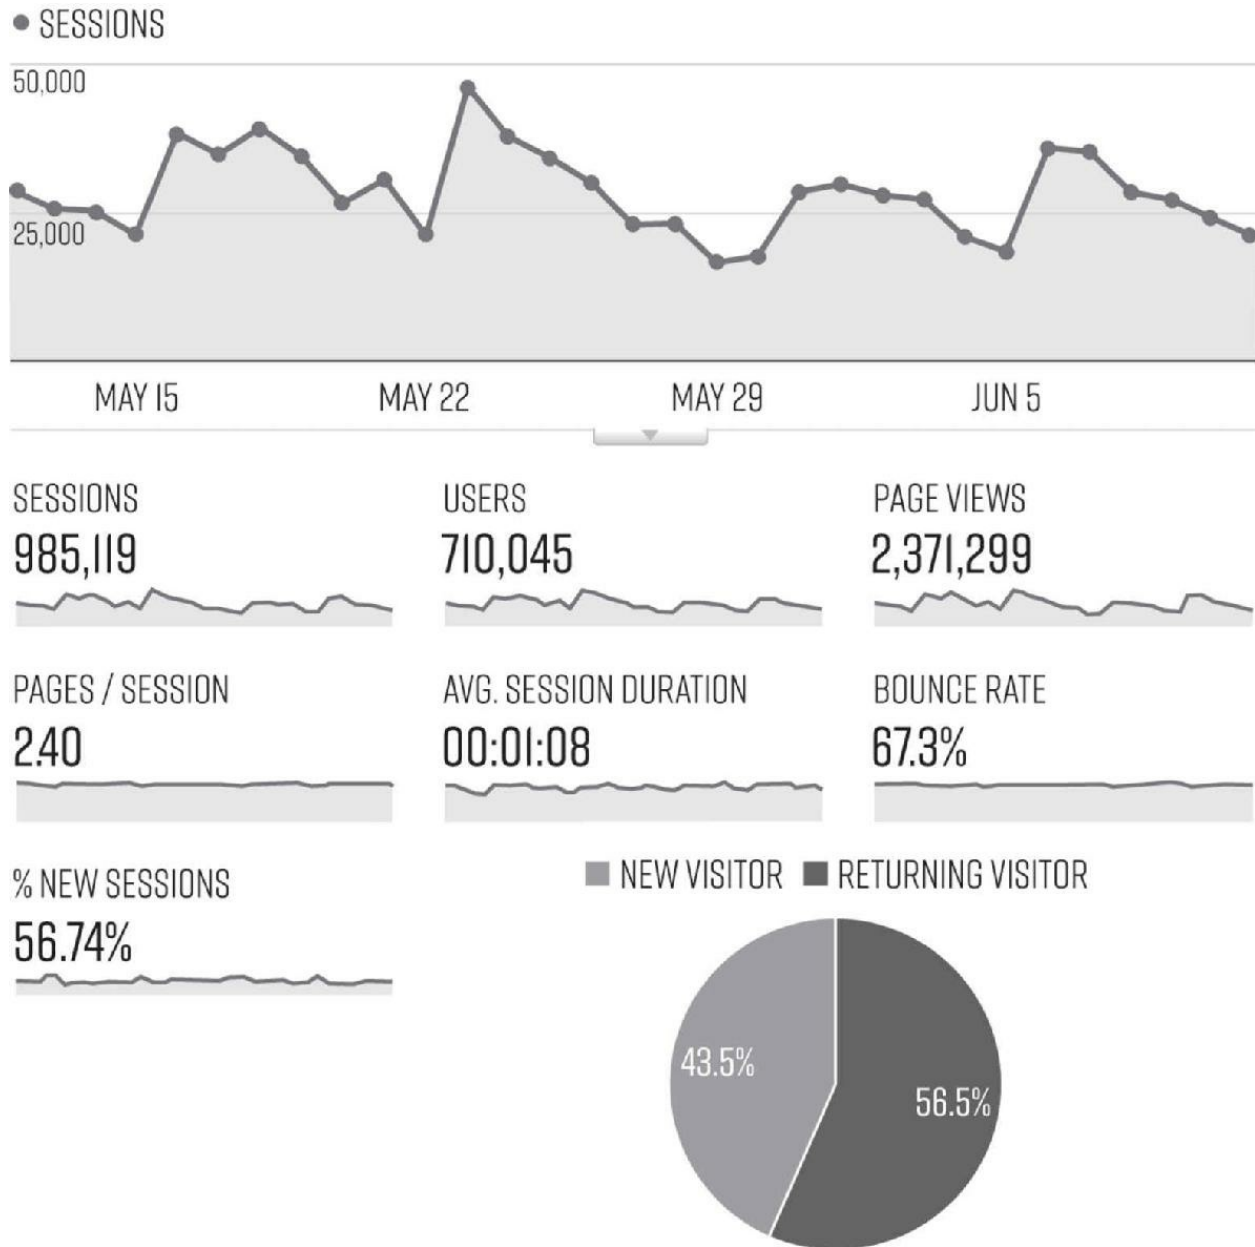 SESSIONS
50,000
25,000
MAY 15
MAY 22
MAY 29
JUN 5
SESSIONS
985,119
USERS
710,045
PAGE VIEWS
2,371,299
PAGES / SESSION
2.40
AVG. SESSION DURATION
00:01:08
BOUNCE RATE
67.3%
% NEW SESSIONS
56.74%
NEW VISITOR
RETURNING VISITOR
43.5%
56.5%